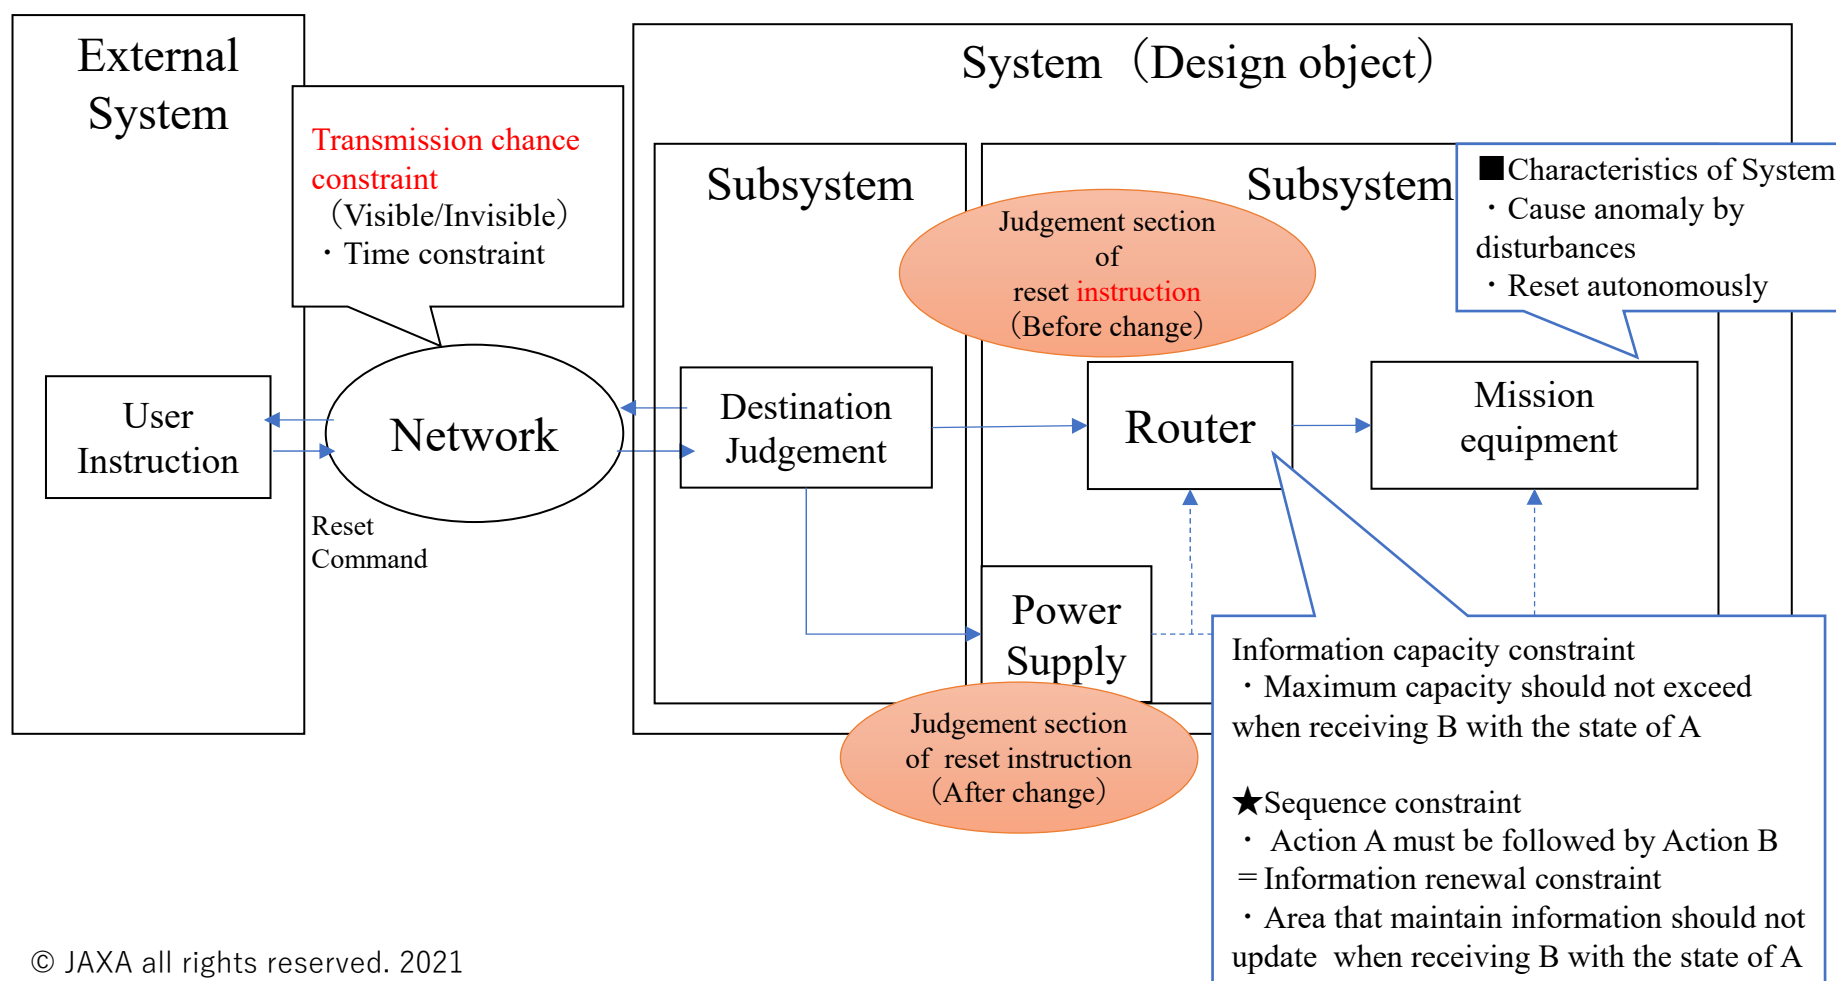 External
System
System（Design object）
Transmission chance
constraint
（Visible/Invisible）
・Time constraint
Subsystem
Subsystem
■Characteristics of System
・Cause anomaly by
disturbances
・Reset autonomously
Judgement section
of
reset instruction
（Before change）
User
Instruction
Network
Destination
Judgement
Router
Mission
equipment
Reset
Command
Power
Supply
Judgement section
of reset instruction
（After change）
Information capacity constraint
・Maximum capacity should not exceed
when receiving B with the state of A
★Sequence constraint
・ Action A must be followed by Action B
＝Information renewal constraint
・Area that maintain information should not
update when receiving B with the state of A
© JAXA all rights reserved. 2021